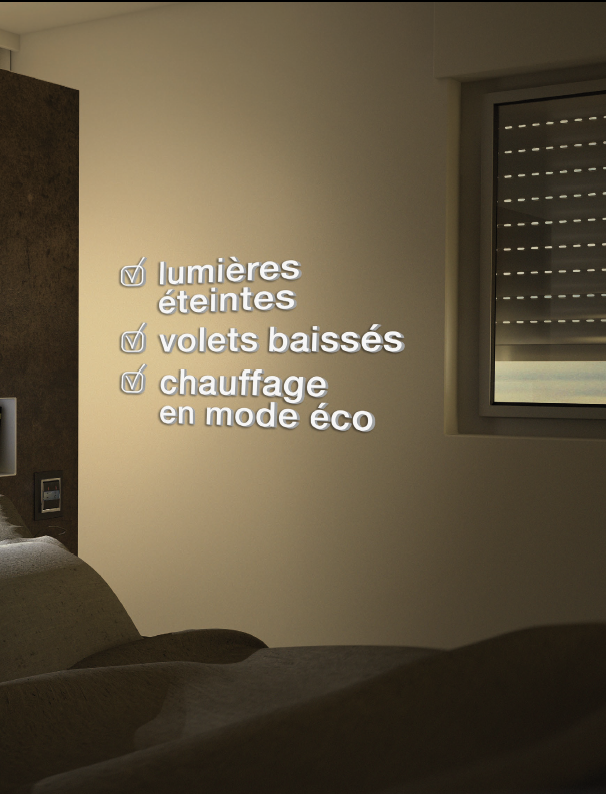 lumières
éteintes
volets baissés
chauffage
en mode éco